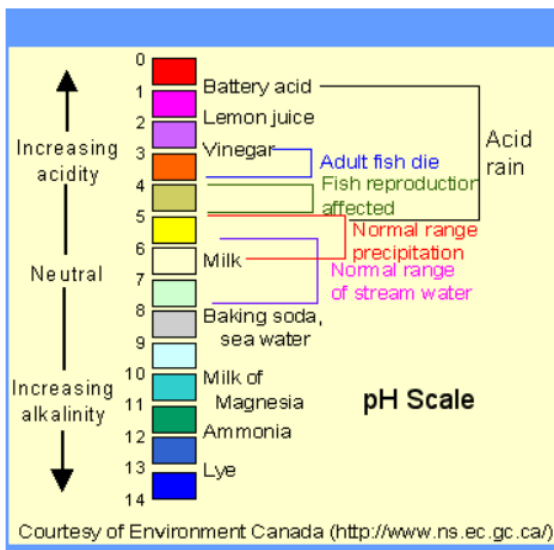 0
1
Battery acid
2
Lemon juice
Vinegar
3
Increasing
acidity
Adult fish die
Acid
rain
4
Fish reproduction
affected
5
Normal range
precipitation
6
Milk
Neutral
Normal range
of stream water
7
8
Baking soda,
sea water
9
10
Milk of
Magnesia
Increasing
alkalinity
11
Ammonia
pH Scale
12
13
Lye
14
Courtesy of Environment Canada (http://www.ns.ec.gc.ca/)